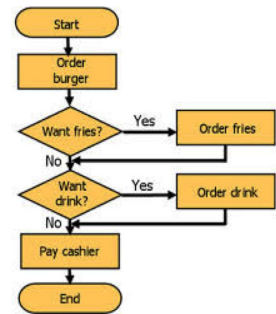 Start
Order
burger
Want fries?
Yes
Order fries
No
Want
drink?
Yes
Order drink
No
Pay cashier
End